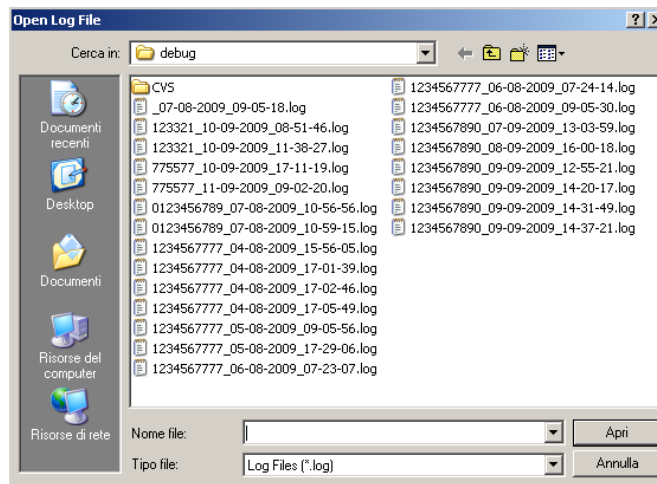 Open Log File
Cerca in: debug
Documenti
recenti
Desktop
Documenti
Risorse del
computer
Risorse di rete
CVS
_07-08-2009_09-05-18.log
123321_10-09-2009_08-51-46.log
123321_10-09-2009_11-38-27.log
775577_10-09-2009_17-11-19.log
775577_11-09-2009_09-02-20.log
0123456789_07-08-2009_10-56-56.log
0123456789_07-08-2009_10-59-15.log
1234567777_04-08-2009_15-56-05.log
1234567777_04-08-2009_17-01-39.log
1234567777_04-08-2009_17-02-46.log
1234567777_04-08-2009_17-05-49.log
1234567777_05-08-2009_09-05-56.log
1234567777_05-08-2009_17-29-06.log
1234567777_06-08-2009_07-23-07.log
1234567777_06-08-2009_07-24-14.log
1234567777_06-08-2009_09-05-30.log
1234567890_07-09-2009_13-03-59.log
1234567890_08-09-2009_16-00-18.log
1234567890_09-09-2009_12-55-21.log
1234567890_09-09-2009_14-20-17.log
1234567890_09-09-2009_14-31-49.log
1234567890_09-09-2009_14-37-21.log
Nome file:
Apri
Tipo file: Log Files (*.log)
Annulla